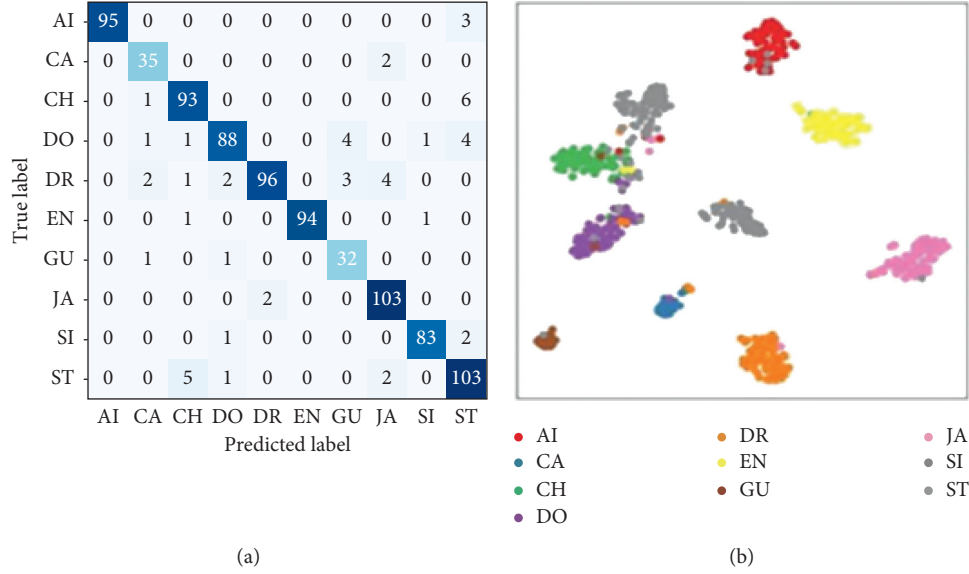 AI 95 0 0 0 0 0 0 0 0 3
CA 0 35 0 0 0 0 0 2 0 0
CH 0 1 93 0 0 0 0 0 0 6
DO 0 1 1 88 0 0 4 0 1 4
DR 0 2 1 2 96 0 3 4 0 0
EN 0 0 1 0 0 94 0 0 1 0
GU 0 1 0 1 0 0 32 0 0 0
JA 0 0 0 0 2 0 0 103 0 0
SI 0 0 0 1 0 0 0 0 83 2
ST 0 0 5 1 0 0 0 2 0 103
True label
AI CA CH DO DR EN GU JA SI ST
Predicted label
(a)
AI
CA
CH
DO
DR
EN
GU
JA
SI
ST
(b)